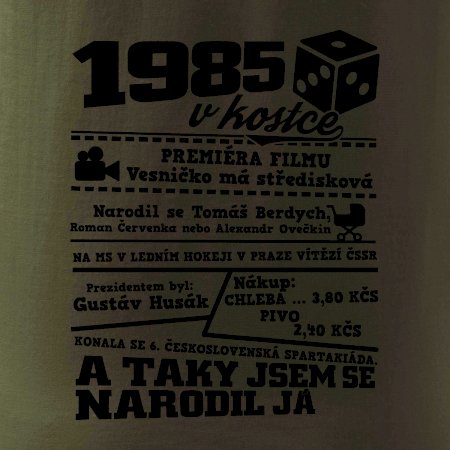 1985
v kostce
PREMIÉRA FILMU
Vesničko má středisková
Narodil se Tomáš Berdych,
Roman Červenka nebo Alexandr Ovečkin
NA MS V LEDNÍM HOKEJI V PRAZE VÍTĚZÍ ČSSR
Prezidentem byl:
Gustáv Husák
Nákup:
CHLEBA ... 3,80 KČS
PIVO
2,40 KČS
KONALA SE 6. ČESKOSLOVENSKÁ SPARTAKIÁDA.
A TAKY JSEM SE
NARODIL JÁ